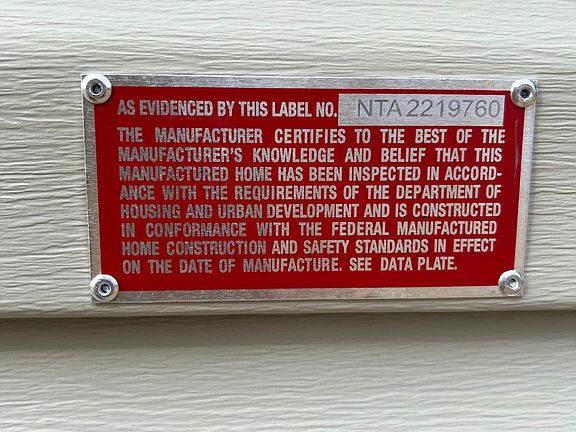 AS EVIDENCED BY THIS LABEL NO. NTA 2219760
THE MANUFACTURER CERTIFIES TO THE BEST OF THE
MANUFACTURER'S KNOWLEDGE AND BELIEF THAT THIS
MANUFACTURED HOME HAS BEEN INSPECTED IN ACCORD-
ANCE WITH THE REQUIREMENTS OF THE DEPARTMENT OF
HOUSING AND URBAN DEVELOPMENT AND IS CONSTRUCTED
IN CONFORMANCE WITH THE FEDERAL MANUFACTURED
HOME CONSTRUCTION AND SAFETY STANDARDS IN EFFECT
ON THE DATE OF MANUFACTURE. SEE DATA PLATE.